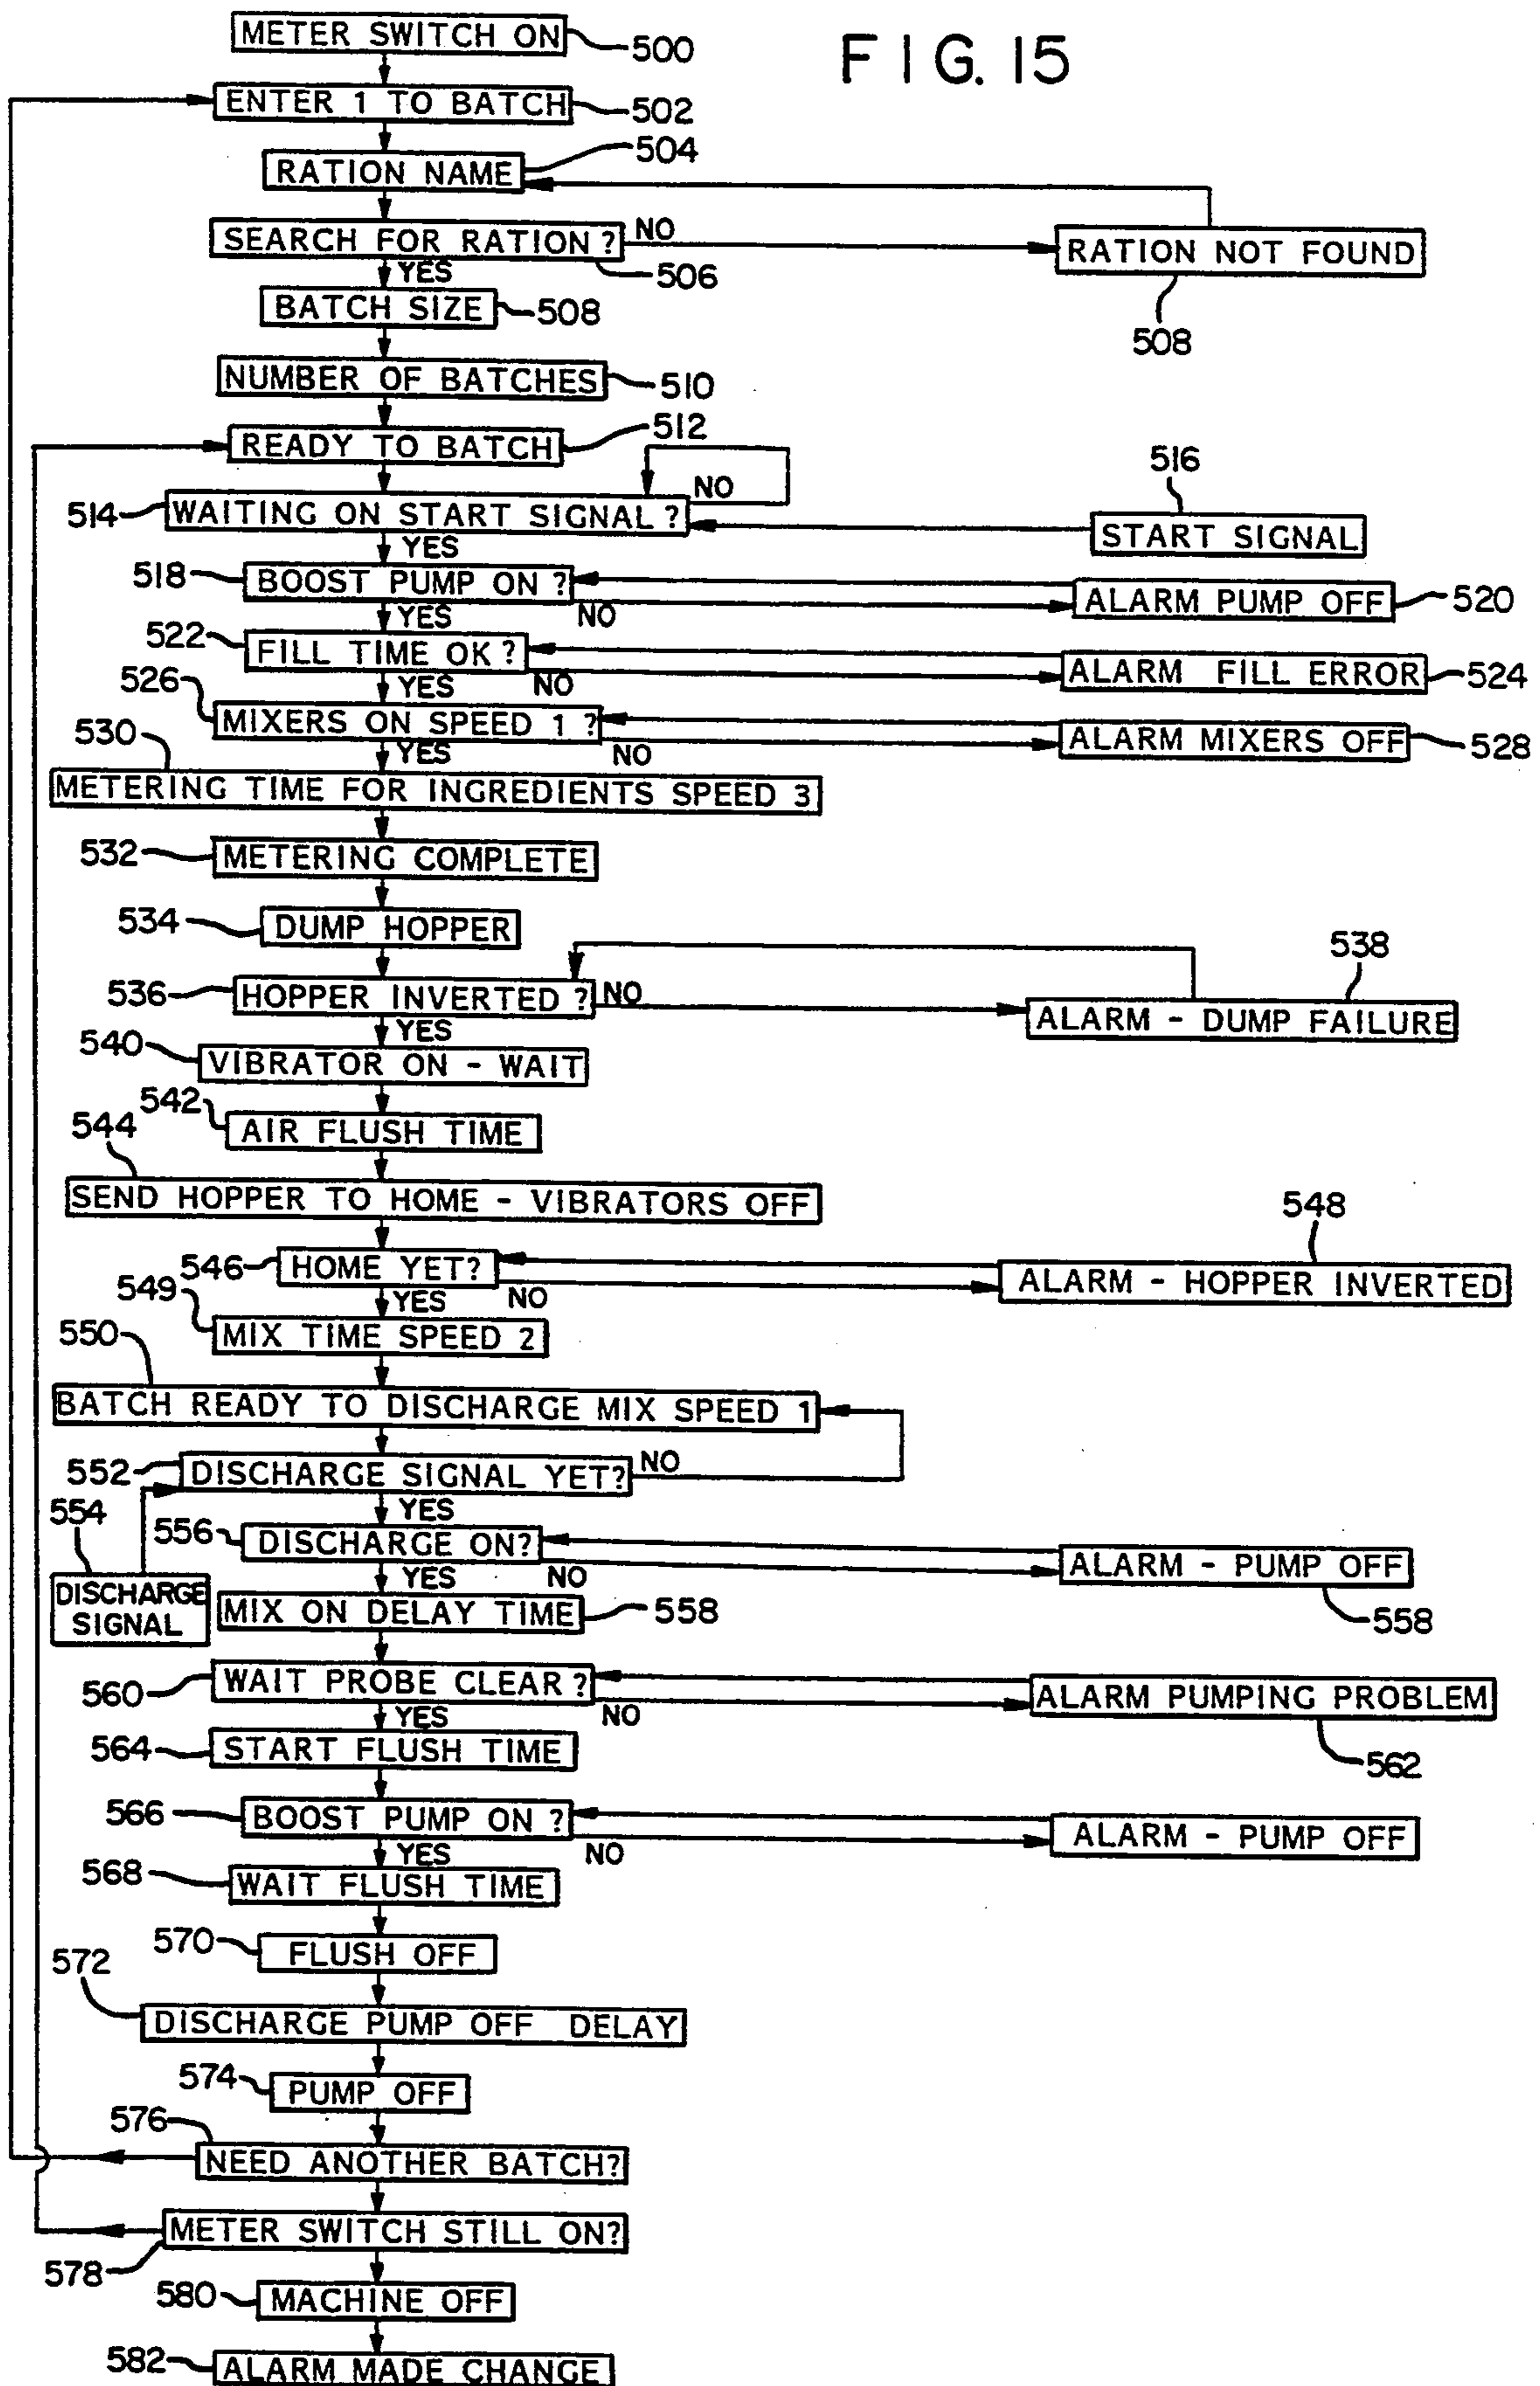 FIG. 15
METER SWITCH ON 500
ENTER 1 TO BATCH 502
RATION NAME 504
SEARCH FOR RATION ? 506 NO RATION NOT FOUND 508
YES
BATCH SIZE 508
NUMBER OF BATCHES 510
READY TO BATCH 512
514 WAITING ON START SIGNAL ? NO START SIGNAL 516
YES
518 BOOST PUMP ON ? ALARM PUMP OFF 520
YES NO
522 FILL TIME OK ? ALARM FILL ERROR 524
YES NO
526 MIXERS ON SPEED 1 ? ALARM MIXERS OFF 528
YES NO
530 METERING TIME FOR INGREDIENTS SPEED 3
532 METERING COMPLETE
534 DUMP HOPPER
536 HOPPER INVERTED ? NO ALARM - DUMP FAILURE 538
YES
540 VIBRATOR ON - WAIT
542 AIR FLUSH TIME
544 SEND HOPPER TO HOME - VIBRATORS OFF
546 HOME YET? ALARM - HOPPER INVERTED 548
YES NO
549 MIX TIME SPEED 2
550 BATCH READY TO DISCHARGE MIX SPEED 1
552 DISCHARGE SIGNAL YET? NO
YES
554 DISCHARGE
SIGNAL
556 DISCHARGE ON? ALARM - PUMP OFF 558
YES NO
MIX ON DELAY TIME 558
560 WAIT PROBE CLEAR ? ALARM PUMPING PROBLEM 562
YES NO
564 START FLUSH TIME
566 BOOST PUMP ON ? ALARM - PUMP OFF
YES NO
568 WAIT FLUSH TIME
570 FLUSH OFF
572 DISCHARGE PUMP OFF DELAY
574 PUMP OFF
576 NEED ANOTHER BATCH?
578 METER SWITCH STILL ON?
580 MACHINE OFF
582 ALARM MADE CHANGE